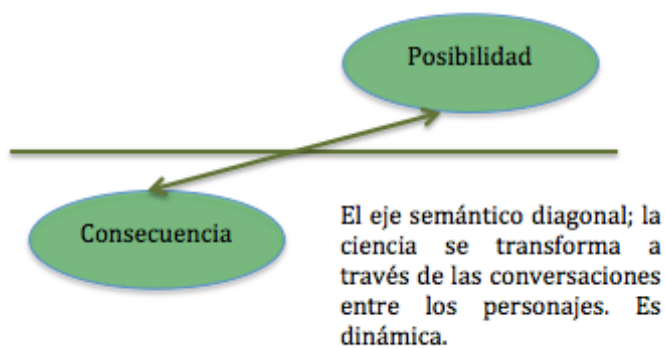 Posibilidad
Consecuencia
El eje semántico diagonal; la
ciencia se transforma a
través de las conversaciones
entre los personajes. Es
dinámica.